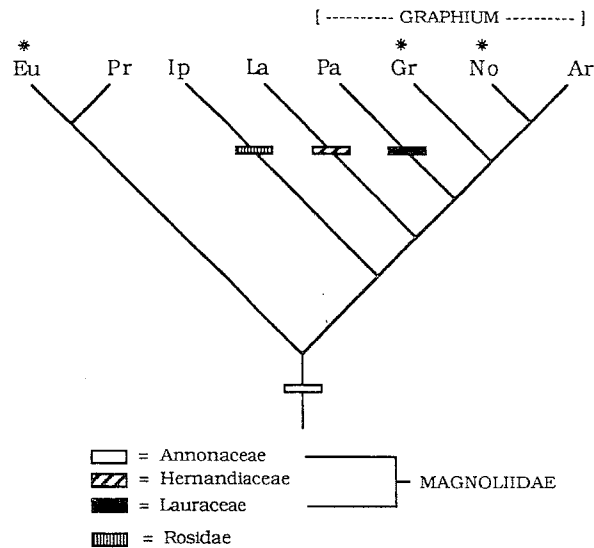 [ -------- GRAPHIUM -------- ]
* * *
Eu Pr Ip La Pa Gr No Ar
= Annonaceae
= Hernandiaceae
MAGNOLIIDAE
= Lauraceae
= Rosidae